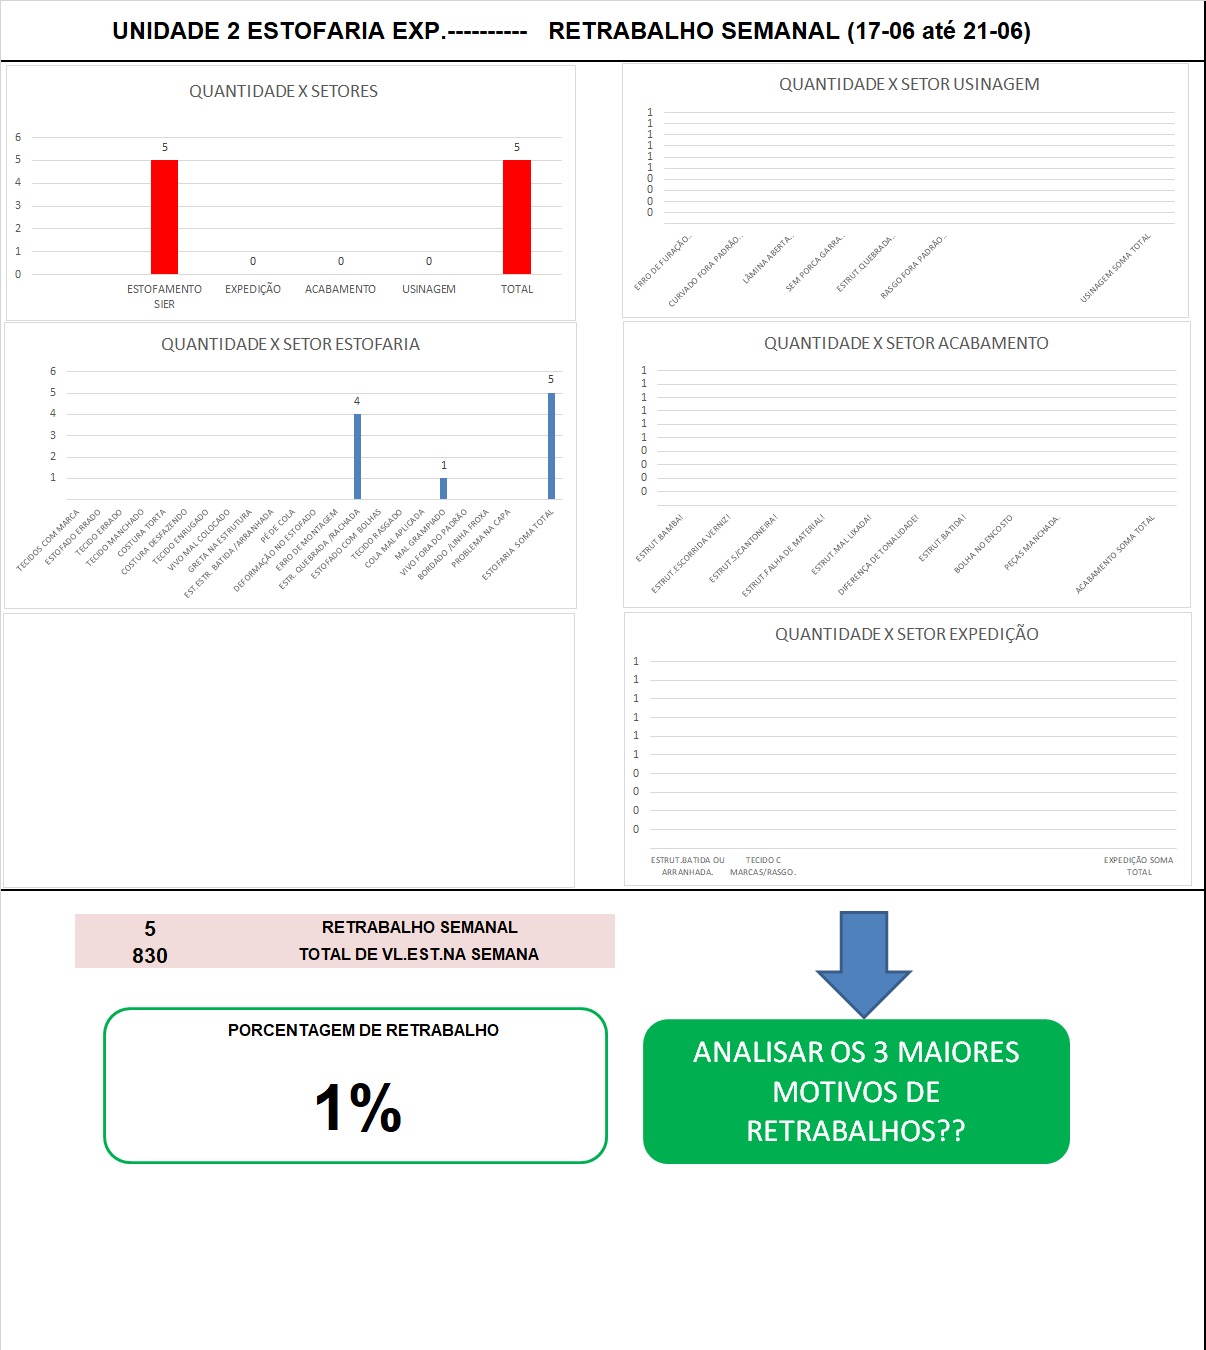 UNIDADE 2 ESTOFARIA EXP.---------- RETRABALHO SEMANAL (17-06 até 21-06)
QUANTIDADE X SETORES
6
5
4
3
2
1
0
5
0
0
0
5
ESTOFAMENTO
SIER
EXPEDIÇÃO
ACABAMENTO
USINAGEM
TOTAL
QUANTIDADE X SETOR USINAGEM
1
1
1
1
1
1
0
0
0
0
ERRO DE FURAÇÃO..
CURVADO FORA PADRÃO..
LÂMINA ABERTA..
SEM PORCA GARRA..
ESTRUT.QUEBRADA..
RASGO FORA PADRÃO..
USINAGEM SOMA TOTAL
QUANTIDADE X SETOR ESTOFARIA
6
5
4
3
2
1
4
1
5
TECIDOS COM MARCA
ESTOFADO ERRADO
TECIDO ERRADO
TECIDO MANCHADO
COSTURA TORTA
COSTURA DESFAZENDO
TECIDO ENRUGADO
VIVO MAL COLOCADO
GRETA NA ESTRUTURA
EST.ESTR. BATIDA /ARRANHADA
PÉ DE COLA
DEFORMAÇÃO NO ESTOFADO
ERRO DE MONTAGEM
ESTR. QUEBRADA /RACHADA
ESTOFADO COM BOLHAS
TECIDO RASGADO
COLA MAL APLICADA
MAL GRAMPIADO
VIVO FORA DO PADRÃO
BORDADO /LINHA FROXA
PROBLEMA NA CAPA
ESTOFARIA SOMA TOTAL
QUANTIDADE X SETOR ACABAMENTO
1
1
1
1
1
1
0
0
0
0
ESTRUT.BAMBA!
ESTRUT.ESCORRIDA VERNIZ!
ESTRUT.S/CANTONEIRA!
ESTRUT.FALHA DE MATERIAL!
ESTRUT.MAL LIXADA!
DIFERENÇA DE TONALIDADE!
ESTRUT.BATIDA!
BOLHA NO ENCOSTO
PEÇAS MANCHADA.
ACABAMENTO SOMA TOTAL
QUANTIDADE X SETOR EXPEDIÇÃO
1
1
1
1
1
1
0
0
0
0
ESTRUT.BATIDA OU
ARRANHADA.
TECIDO C
MARCAS/RASGO.
EXPEDIÇÃO SOMA
TOTAL
5 RETRABALHO SEMANAL
830 TOTAL DE VL.EST.NA SEMANA
PORCENTAGEM DE RETRABALHO
1%
ANALISAR OS 3 MAIORES
MOTIVOS DE
RETRABALHOS??